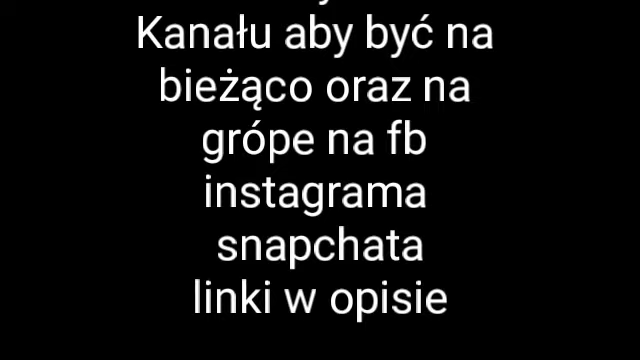 Kanału aby być na
bieżąco oraz na
grópe na fb
instagrama
snapchata
linki w opisie